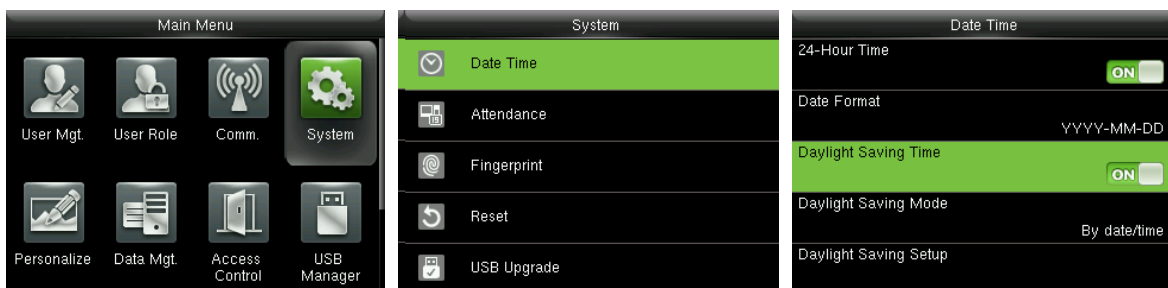 Main Menu
User Mgt.
User Role
Comm.
System
Personalize
Data Mgt.
Access
Control
USB
Manager
System
Date Time
Attendance
Fingerprint
Reset
USB Upgrade
Date Time
24-Hour Time
ON
Date Format
YYYY-MM-DD
Daylight Saving Time
ON
Daylight Saving Mode
By date/time
Daylight Saving Setup